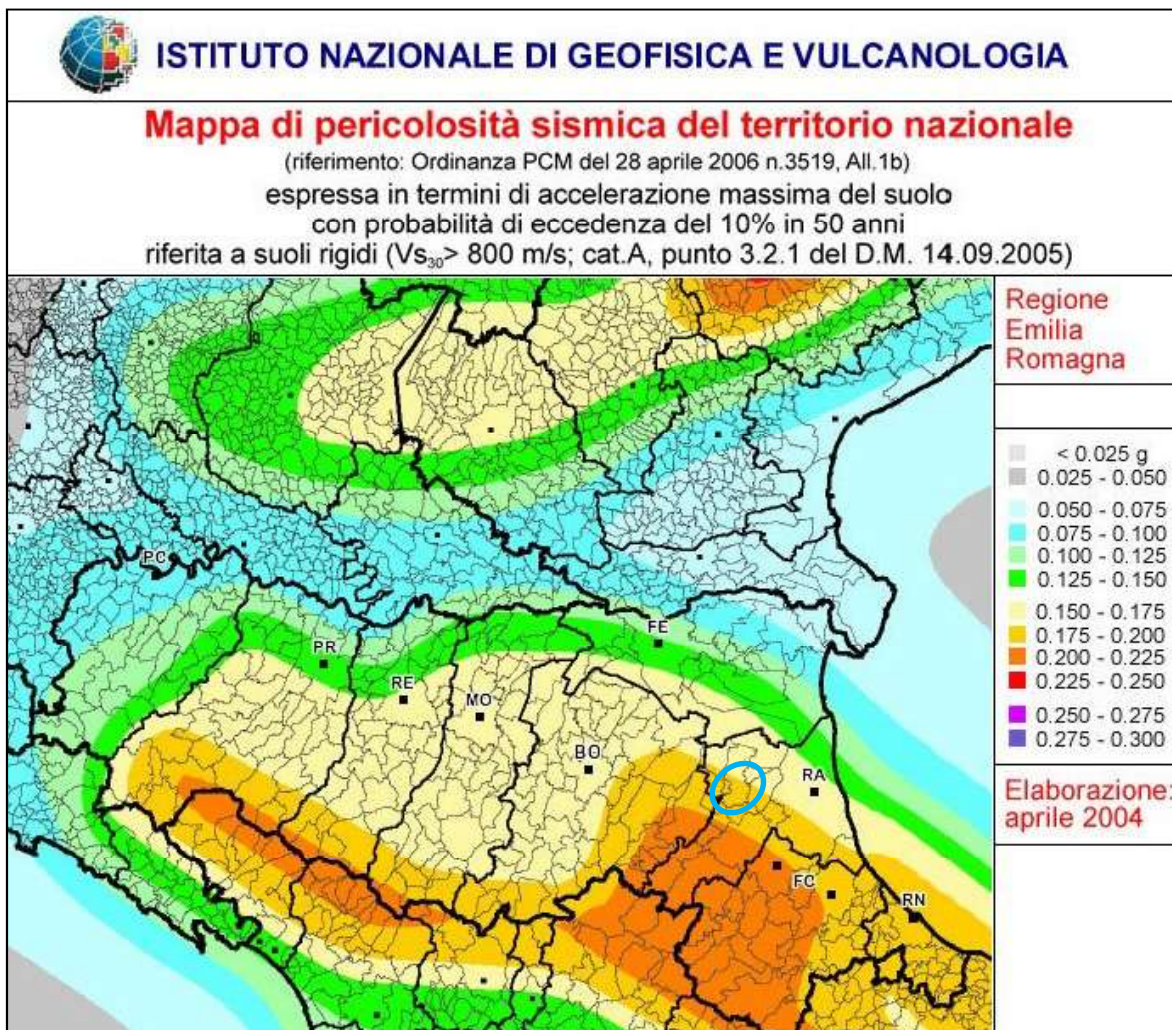 ISTITUTO NAZIONALE DI GEOFISICA E VULCANOLOGIA
Mappa di pericolosità sismica del territorio nazionale
(riferimento: Ordinanza PCM del 28 aprile 2006 n.3519, All.1b)
espressa in termini di accelerazione massima del suolo
con probabilità di eccedenza del 10% in 50 anni
riferita a suoli rigidi (Vs₃₀> 800 m/s; cat.A, punto 3.2.1 del D.M. 14.09.2005)
Regione
Emilia
Romagna
< 0.025 g
0.025 - 0.050
0.050 - 0.075
0.075 - 0.100
0.100 - 0.125
0.125 - 0.150
0.150 - 0.175
0.175 - 0.200
0.200 - 0.225
0.225 - 0.250
0.250 - 0.275
0.275 - 0.300
Elaborazione:
aprile 2004
PC
PR
FE
RE
MO
BO
RA
FC
RN